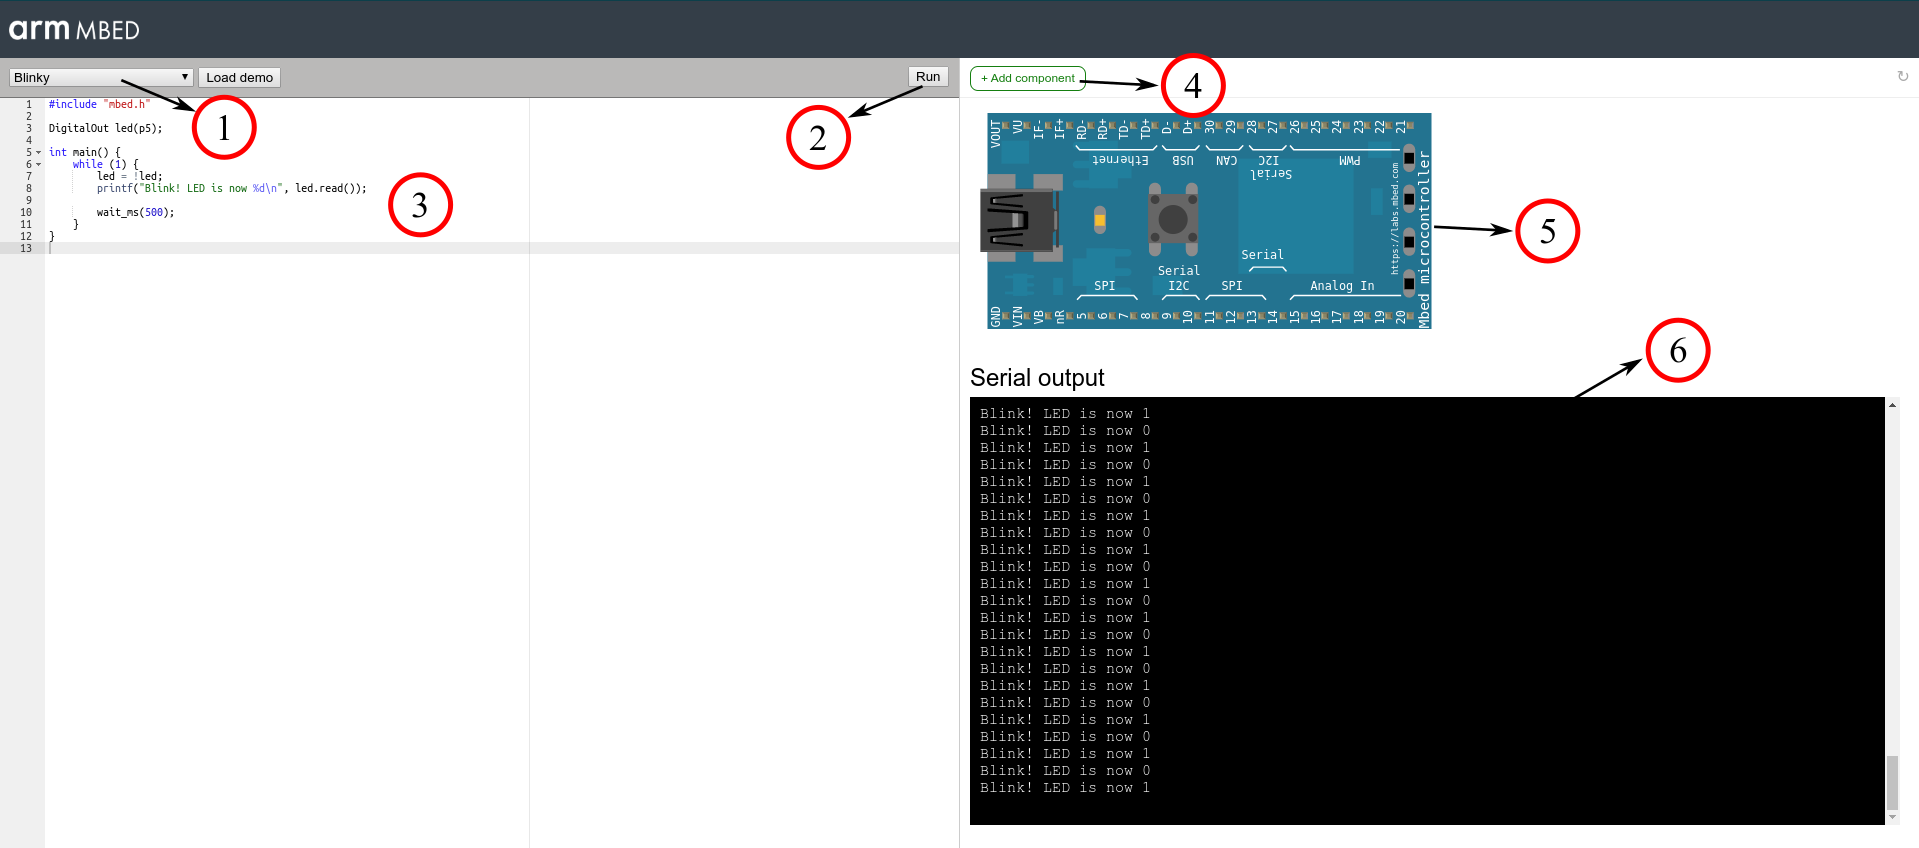 arm MBED
Blinky
Load demo
Run
+ Add component
1
2
3
4
5
6
1
2
3
4
5
6
7
8
9
10
11
12
13
#include "mbed.h"
DigitalOut led(p5);
int main() {
while (1) {
led = !led;
printf("Blink! LED is now %d\n", led.read());
wait_ms(500);
}
}
VOUT VU IF- IF+ RD- RD+ TD- TD+ D- D+ 30 29 28 27 26 25 24 23 22 21
Ethernet USB CAN I2C PWM
Serial
https://labs.mbed.com
Mbed microcontroller
Serial
Serial
SPI I2C SPI Analog In
GND VIN VB nR 5 6 7 8 9 10 11 12 13 14 15 16 17 18 19 20
Serial output
Blink! LED is now 1
Blink! LED is now 0
Blink! LED is now 1
Blink! LED is now 0
Blink! LED is now 1
Blink! LED is now 0
Blink! LED is now 1
Blink! LED is now 0
Blink! LED is now 1
Blink! LED is now 0
Blink! LED is now 1
Blink! LED is now 0
Blink! LED is now 1
Blink! LED is now 0
Blink! LED is now 1
Blink! LED is now 0
Blink! LED is now 1
Blink! LED is now 0
Blink! LED is now 1
Blink! LED is now 0
Blink! LED is now 1
Blink! LED is now 0
Blink! LED is now 1